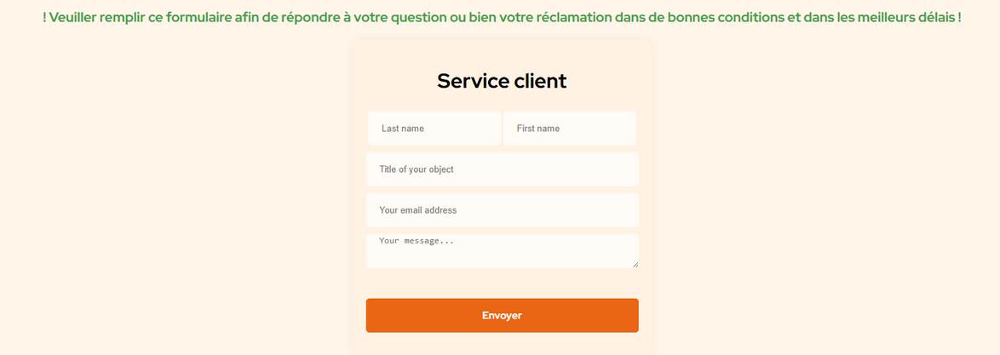 ! Veuiller remplir ce formulaire afin de répondre à votre question ou bien votre réclamation dans de bonnes conditions et dans les meilleurs délais !
Service client
Last name First name
Title of your object
Your email address
Your message...
Envoyer